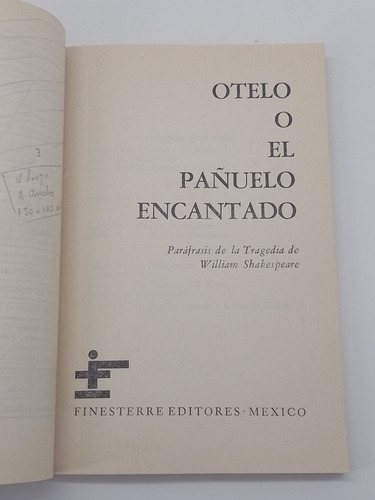 OTELO
O
EL
PAÑUELO
ENCANTADO
Paráfrasis de la Tragedia de
William Shakespeare
FINESTERRE EDITORES · MEXICO